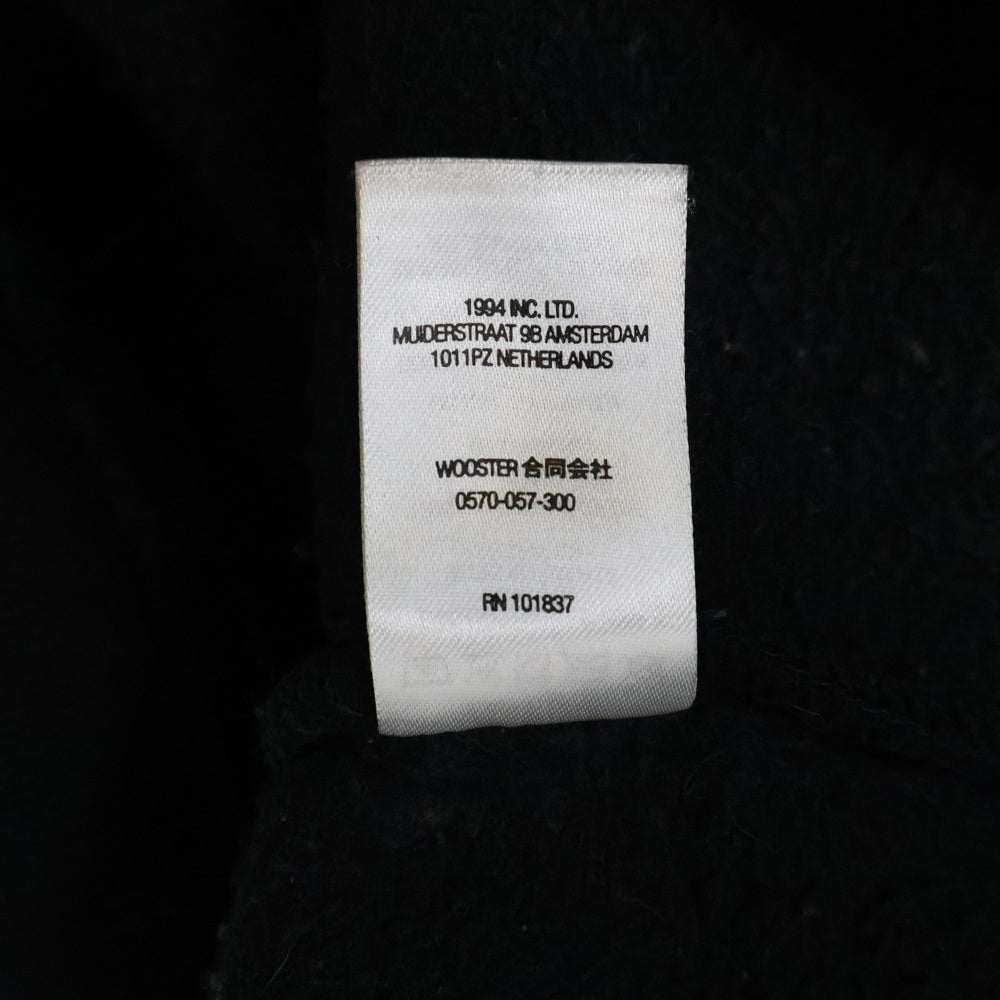 1994 INC. LTD.
MUIDERSTRAAT 9B AMSTERDAM
1011PZ NETHERLANDS
WOOSTER 合同会社
0570-057-300
RN 101837